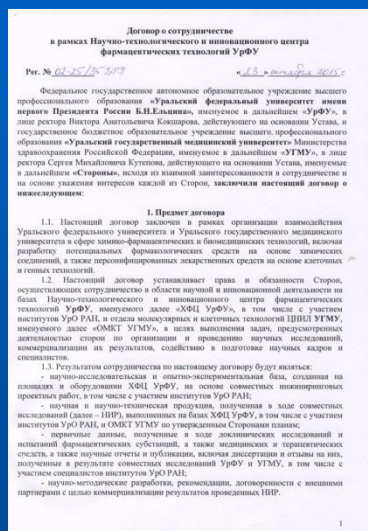 Договор о сотрудничестве
в рамках Научно-технологического и инновационного центра
фармацевтических технологий УрФУ
Рег. № 02-25/95 « 23 » 2015 г
Федеральное государственное автономное образовательное учреждение высшего
профессионального образования «Уральский федеральный университет имени
первого Президента России Б.Н.Ельцина», именуемое в дальнейшем «УрФУ», в
лице ректора Виктора Анатольевича Кокшарова, действующего на основании Устава, и
государственное бюджетное образовательное учреждение высшего профессионального
образования «Уральский государственный медицинский университет» Министерства
здравоохранения Российской Федерации, именуемое в дальнейшем «УГМУ», в лице
ректора Сергея Михайловича Кутепова, действующего на основании Устава, именуемые
в дальнейшем «Стороны», исходя из взаимной заинтересованности в сотрудничестве и
на основе уважения интересов каждой из Сторон, заключили настоящий договор о
нижеследующем:
1. Предмет договора
1.1. Настоящий договор заключен в рамках организации взаимодействия
Уральского федерального университета и Уральского государственного медицинского
университета в сфере химико-фармацевтических и биомедицинских технологий, включая
разработку потенциальных фармакологических средств на основе химических
соединений, а также персонифицированных лекарственных средств на основе клеточных
и генных технологий.
1.2. Настоящий договор устанавливает права и обязанности Сторон,
осуществляющих сотрудничество в области научной и инновационной деятельности на
базах Научно-технологического и инновационного центра фармацевтических
технологий УрФУ, именуемого далее «ХФЦ УрФУ», в том числе с участием
институтов УрО РАН, и отдела молекулярных и клеточных технологий ЦНИЛ УГМУ,
именуемого далее «ОМКТ УГМУ», в целях выполнения задач, предусмотренных
деятельностью сторон по организации и проведению научных исследований,
коммерциализации их результатов, содействию в подготовке научных кадров и
специалистов.
1.3. Результатом сотрудничества по настоящему договору будут являться:
- научно-исследовательская и опытно-экспериментальная база, созданная на
площадях и оборудовании ХФЦ УрФУ, на основе совместных инжиниринговых
проектных работ, в том числе с участием институтов УрО РАН;
- научная и научно-техническая продукция, полученная в ходе совместных
исследований (далее – НИР), выполненных на базах ХФЦ УрФУ, в том числе с участием
институтов УрО РАН, и ОМКТ УГМУ по утвержденным Сторонами планам;
- первичные данные, полученные в ходе доклинических исследований и
испытаний фармацевтических субстанций, а также медицинских и терапевтических
средств, а также научные отчеты и публикации, включая диссертации и отзывы на них,
полученные в результате совместных исследований УрФУ и УГМУ, в том числе с
участием специалистов институтов УрО РАН;
- научно-методические разработки, рекомендации, договоренности с внешними
партнерами с целью коммерциализации результатов проведенных НИР.
1